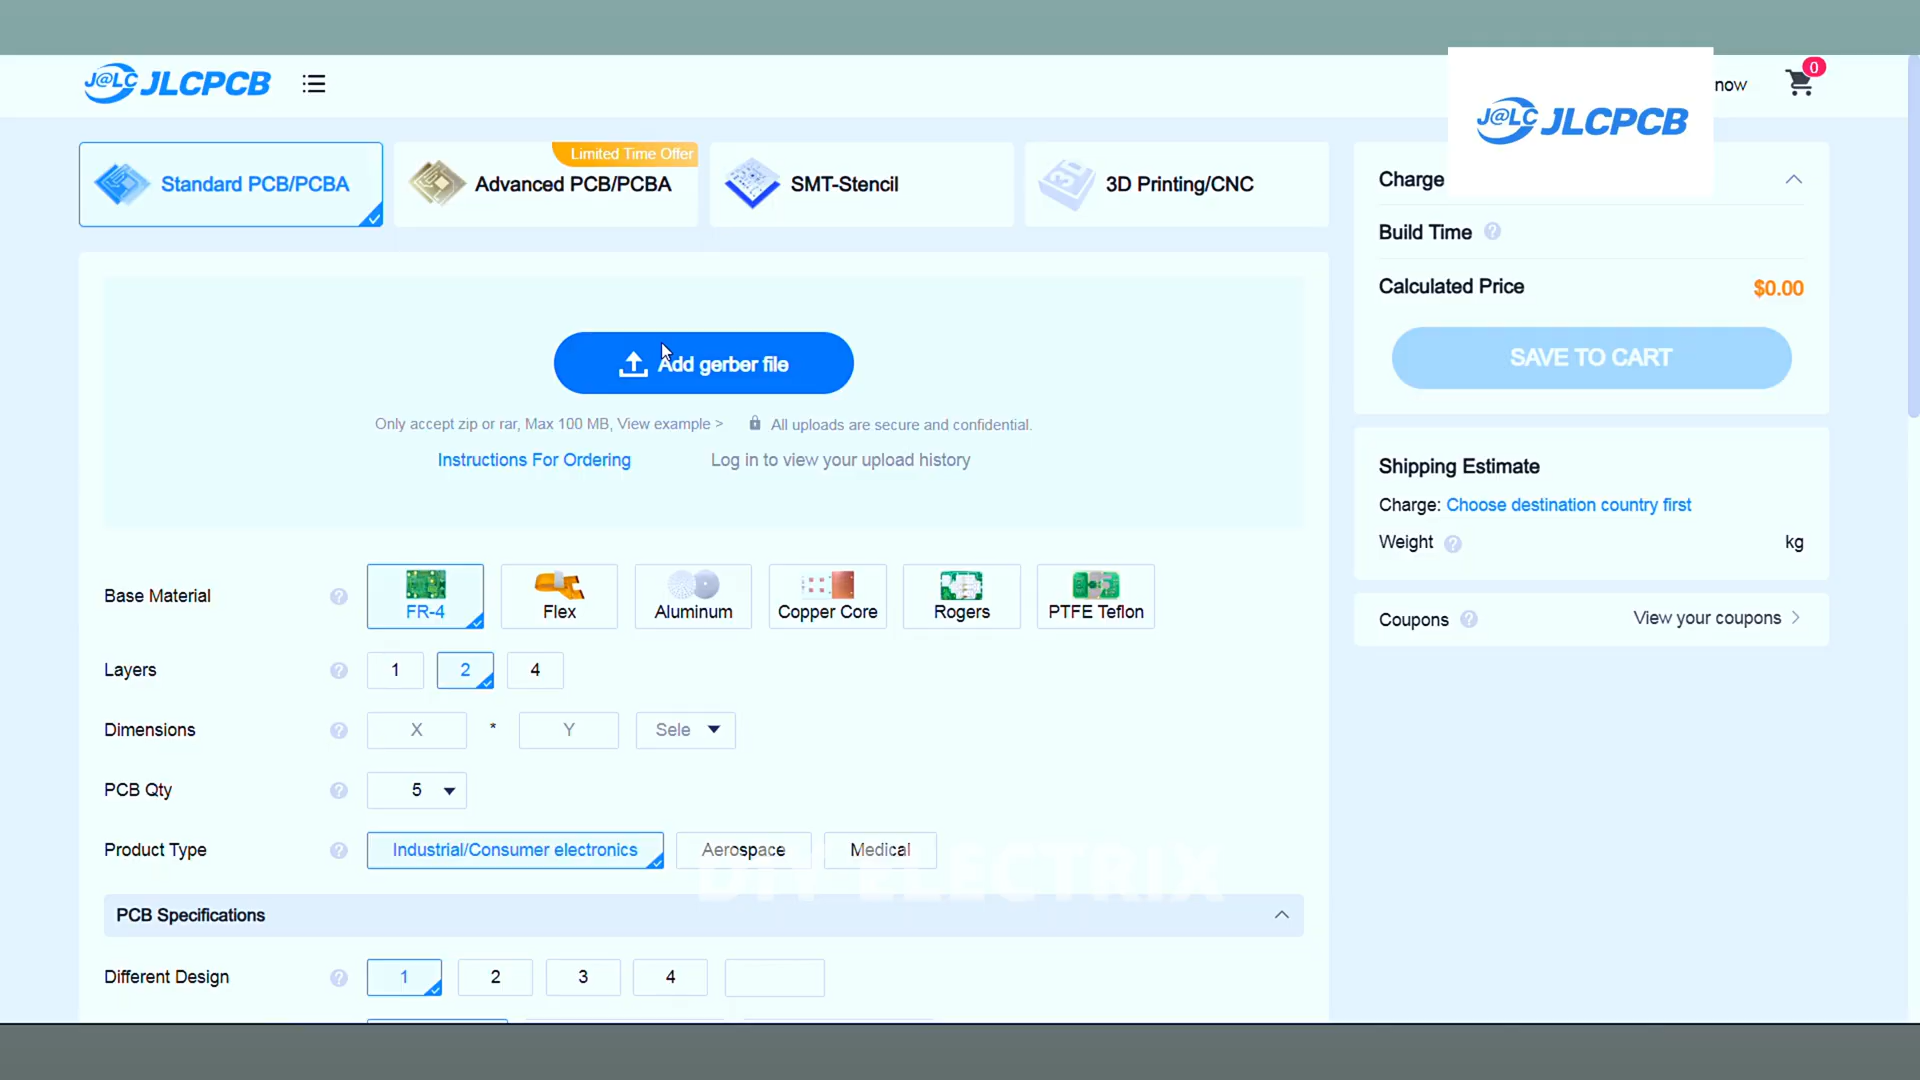 J@LC JLCPCB
now
0
J@LC JLCPCB
Standard PCB/PCBA
Limited Time Offer
Advanced PCB/PCBA
SMT-Stencil
3D Printing/CNC
Charge
Build Time ?
Calculated Price $0.00
SAVE TO CART
Add gerber file
Only accept zip or rar, Max 100 MB, View example >
All uploads are secure and confidential.
Instructions For Ordering
Log in to view your upload history
Shipping Estimate
Charge: Choose destination country first
Weight ? kg
Coupons ? View your coupons >
Base Material ? FR-4 Flex Aluminum Copper Core Rogers PTFE Teflon
Layers ? 1 2 4
Dimensions ? X * Y Sele
PCB Qty ? 5
Product Type ? Industrial/Consumer electronics Aerospace Medical
DIY ELECTRIX
PCB Specifications
Different Design ? 1 2 3 4